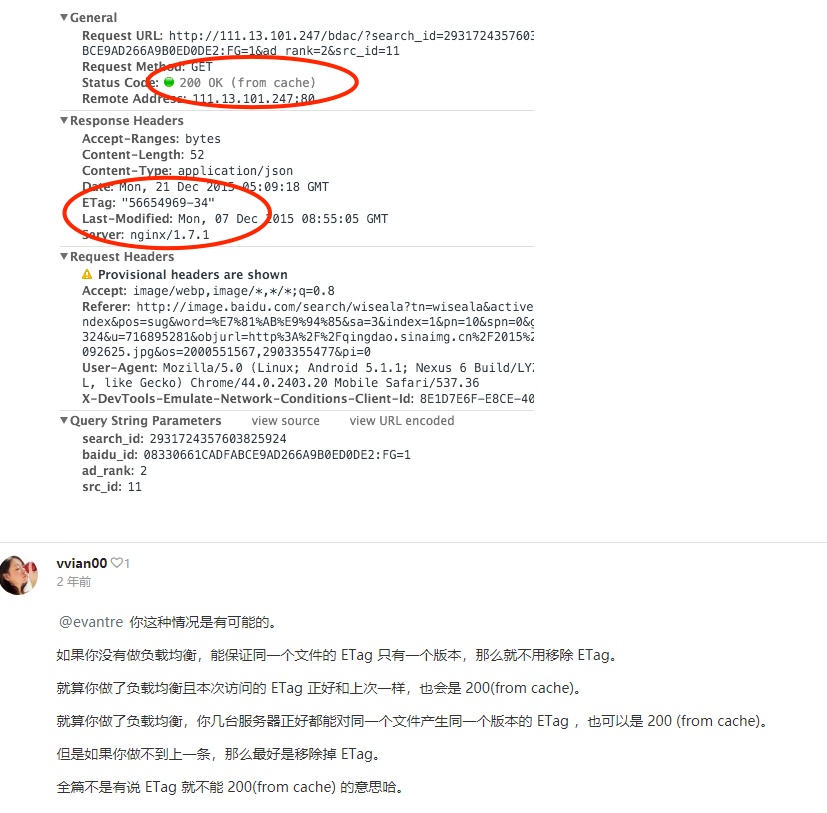 ▼General
Request URL: http://111.13.101.247/bdac/?search_id=2931724357603
BCE9AD266A9B0ED0DE2:FG=1&ad_rank=2&src_id=11
Request Method: GET
Status Code: 200 OK (from cache)
Remote Address: 111.13.101.247:80
▼Response Headers
Accept-Ranges: bytes
Content-Length: 52
Content-Type: application/json
Date: Mon, 21 Dec 2015 05:09:18 GMT
ETag: "56654969-34"
Last-Modified: Mon, 07 Dec 2015 08:55:05 GMT
Server: nginx/1.7.1
▼Request Headers
Provisional headers are shown
Accept: image/webp,image/*,*/*;q=0.8
Referer: http://image.baidu.com/search/wiseala?tn=wiseala&active
ndex&pos=sug&word=%E7%81%AB%E9%94%85&sa=3&index=1&pn=10&spn=0&g
324&u=716895281&objurl=http%3A%2F%2Fqingdao.sinaimg.cn%2F2015%2
092625.jpg&os=2000551567,2903355477&pi=0
User-Agent: Mozilla/5.0 (Linux; Android 5.1.1; Nexus 6 Build/LYZ
L, like Gecko) Chrome/44.0.2403.20 Mobile Safari/537.36
X-DevTools-Emulate-Network-Conditions-Client-Id: 8E1D7E6F-E8CE-40
▼Query String Parameters view source view URL encoded
search_id: 2931724357603825924
baidu_id: 08330661CADFABCE9AD266A9B0ED0DE2:FG=1
ad_rank: 2
src_id: 11
vvian00 ♡1
2 年前
@evantre 你这种情况是有可能的。
如果你没有做负载均衡，能保证同一个文件的 ETag 只有一个版本，那么就不用移除 ETag。
就算你做了负载均衡且本次访问的 ETag 正好和上次一样，也会是 200(from cache)。
就算你做了负载均衡，你几台服务器正好都能对同一个文件产生同一个版本的 ETag ，也可以是 200 (from cache)。
但是如果你做不到上一条，那么最好是移除掉 ETag。
全篇不是有说 ETag 就不能 200(from cache) 的意思哈。